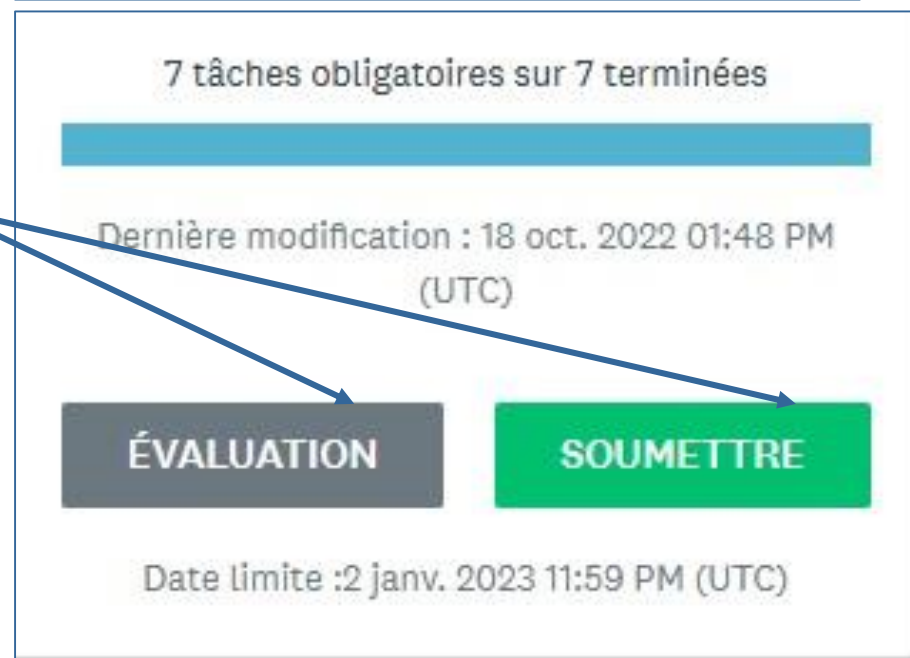 7 tâches obligatoires sur 7 terminées
Dernière modification : 18 oct. 2022 01:48 PM
(UTC)
ÉVALUATION
SOUMETTRE
Date limite :2 janv. 2023 11:59 PM (UTC)